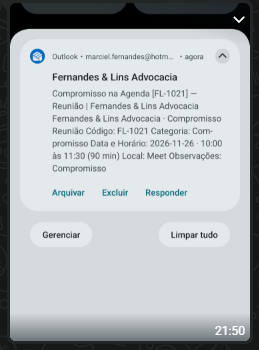 Outlook • marciel.fernandes@hotm... • agora
Fernandes & Lins Advocacia
Compromisso na Agenda [FL-1021] —
Reunião | Fernandes & Lins Advocacia
Fernandes & Lins Advocacia · Compromisso
Reunião Código: FL-1021 Categoria: Com-
promisso Data e Horário: 2026-11-26 · 10:00
às 11:30 (90 min) Local: Meet Observações:
Compromisso
Arquivar Excluir Responder
Gerenciar Limpar tudo
21:50